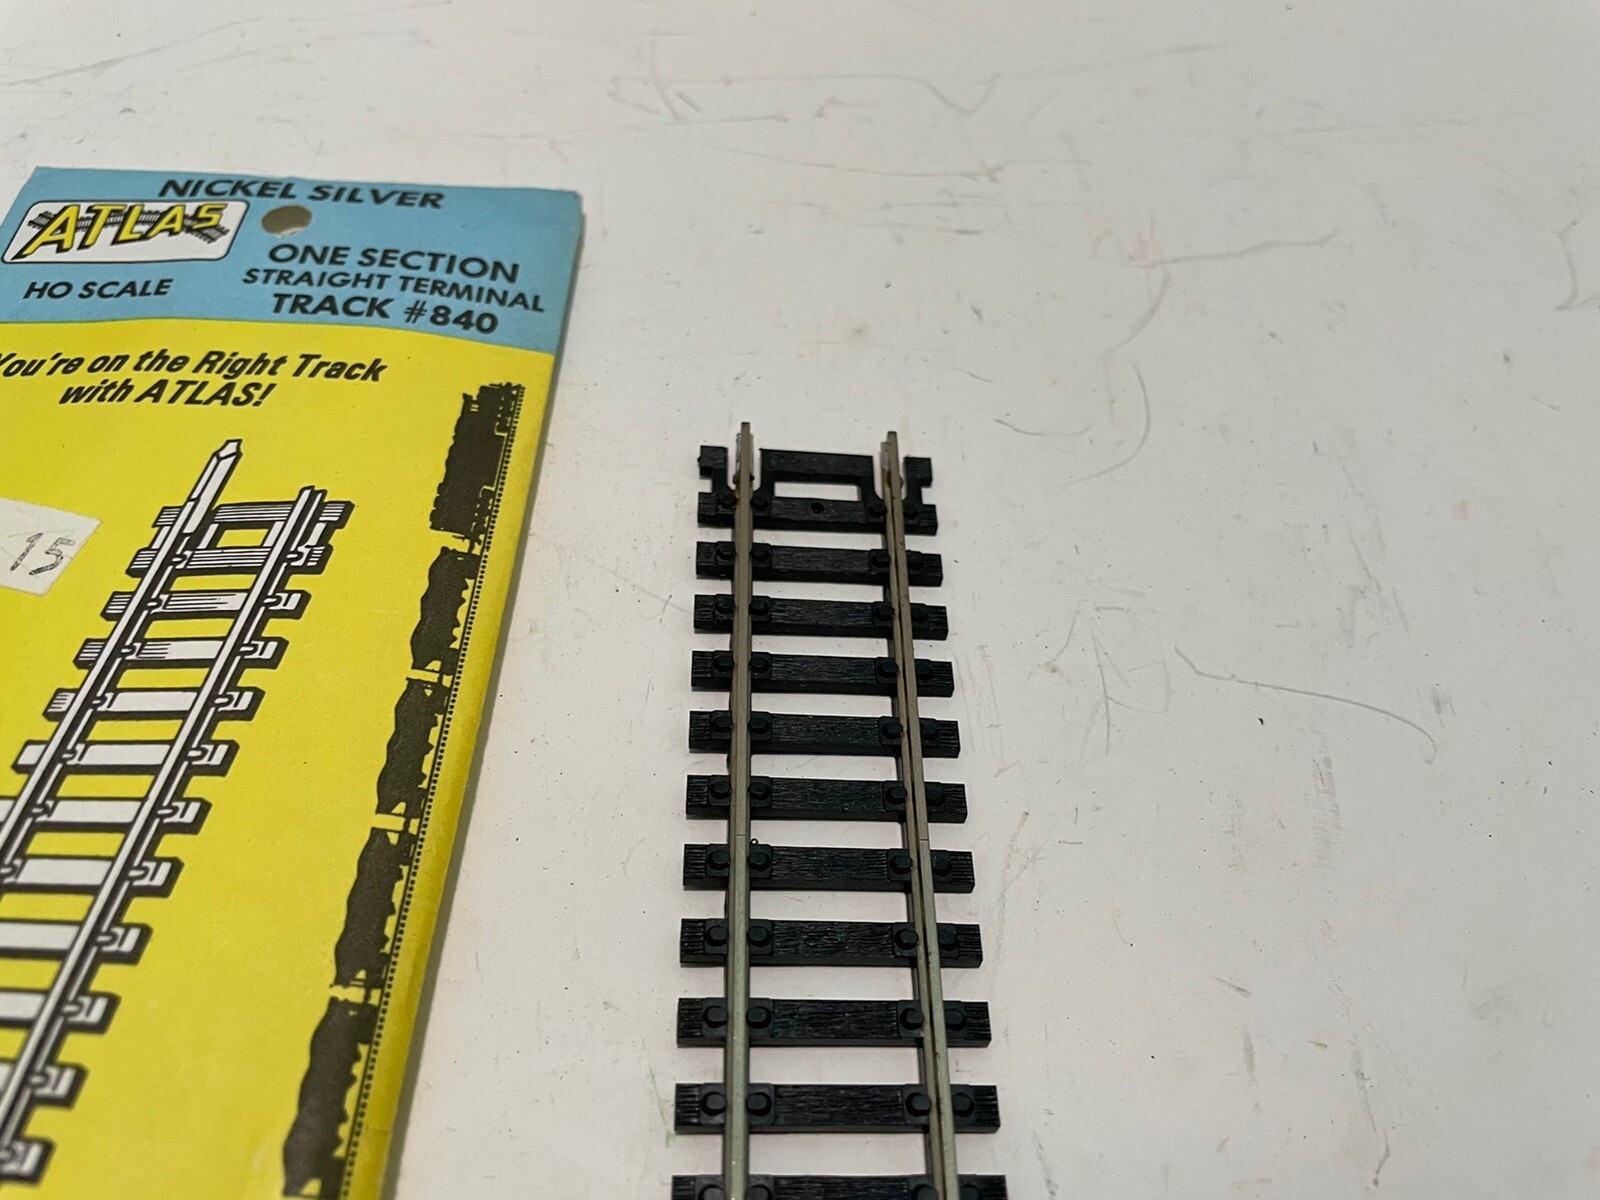 NICKEL SILVER
ATLAS
HO SCALE
ONE SECTION
STRAIGHT TERMINAL
TRACK #840
You're on the Right Track
with ATLAS!
15